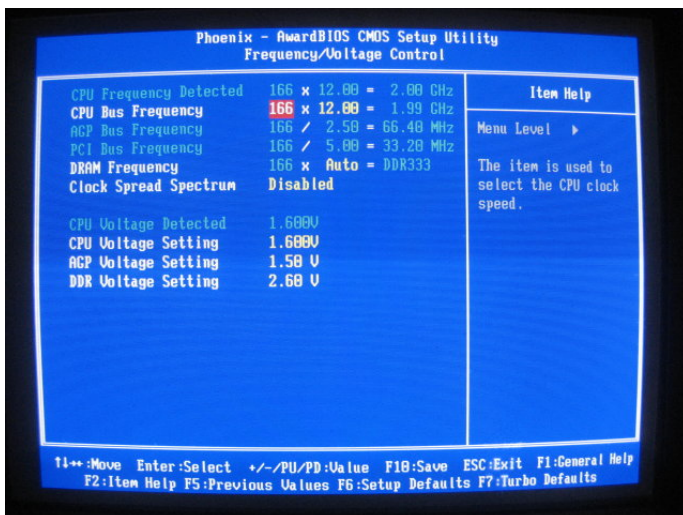 Phoenix - AwardBIOS CMOS Setup Utility
Frequency/Voltage Control
CPU Frequency Detected 166 x 12.00 = 2.00 GHz
CPU Bus Frequency 166 x 12.00 = 1.99 GHz
AGP Bus Frequency 166 / 2.50 = 66.40 MHz
PCI Bus Frequency 166 / 5.00 = 33.20 MHz
DRAM Frequency 166 x Auto = DDR333
Clock Spread Spectrum Disabled
CPU Voltage Detected 1.600V
CPU Voltage Setting 1.600V
AGP Voltage Setting 1.50 V
DDR Voltage Setting 2.60 V
Item Help
Menu Level ▸
The item is used to
select the CPU clock
speed.
↑↓↔:Move Enter:Select +/-/PU/PD:Value F10:Save ESC:Exit F1:General Help
F2:Item Help F5:Previous Values F6:Setup Defaults F7:Turbo Defaults